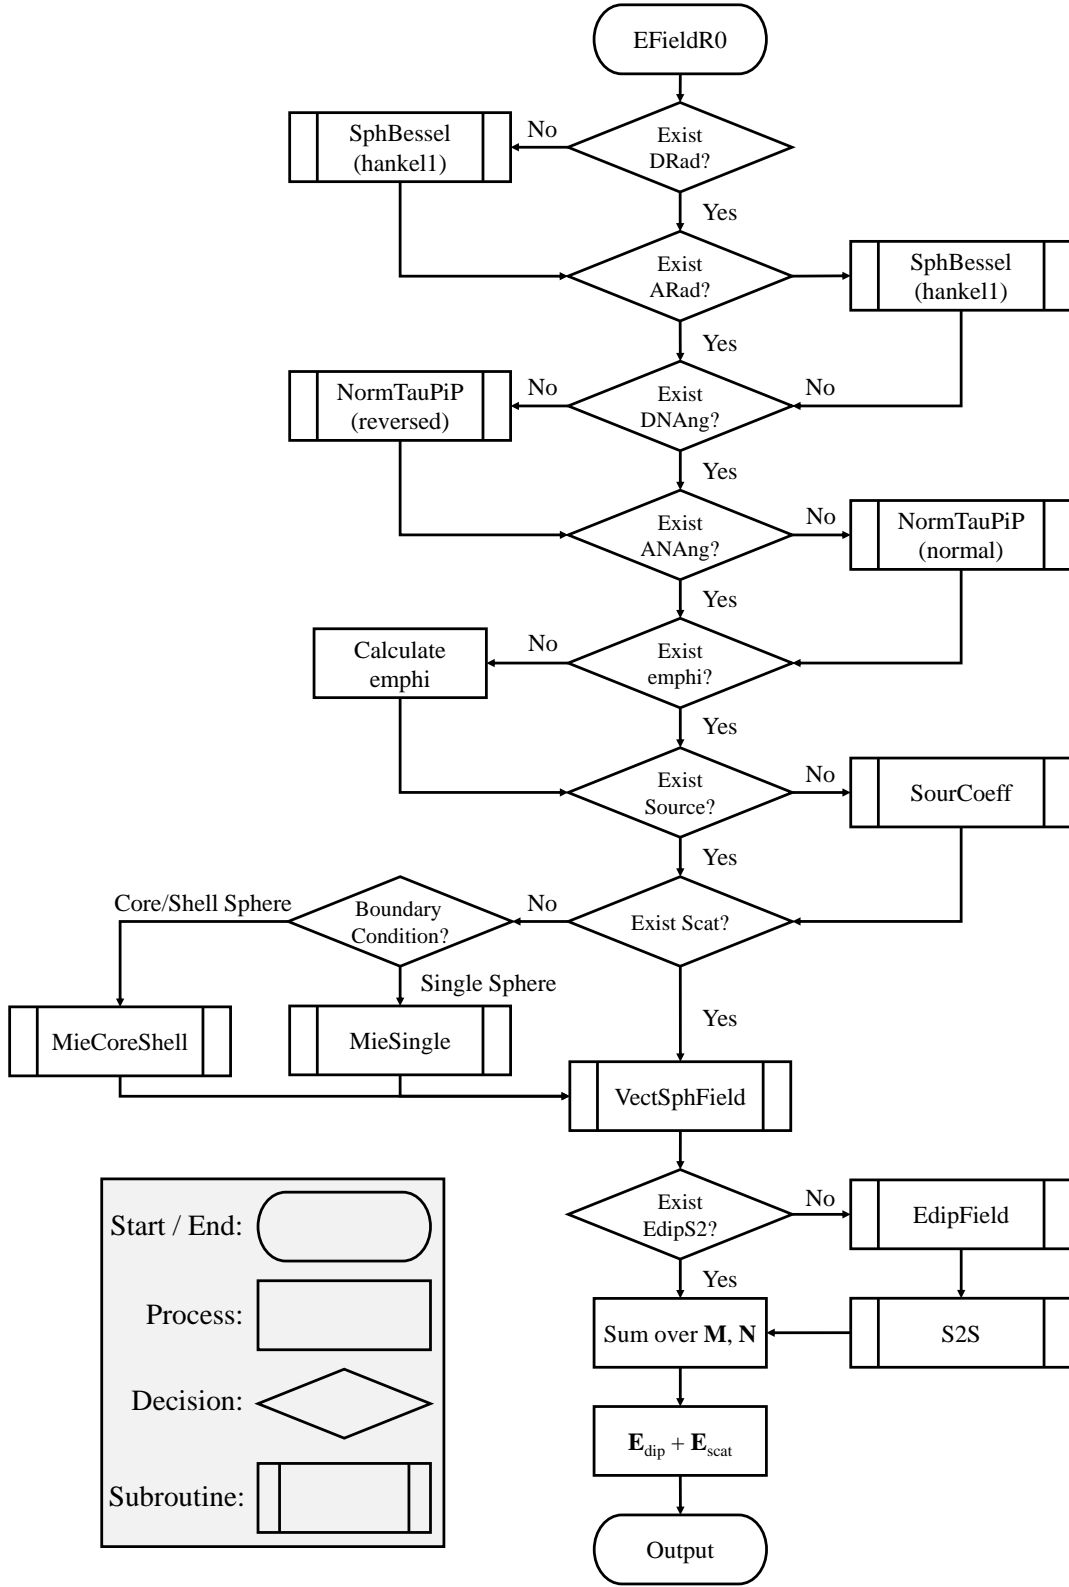 EFieldR0
Exist
DRad?
No
SphBessel
(hankel1)
Yes
Exist
ARad?
SphBessel
(hankel1)
Yes
Exist
DNAng?
No
NormTauPiP
(reversed)
No
Yes
Exist
ANAng?
No
NormTauPiP
(normal)
Yes
Exist
emphi?
No
Calculate
emphi
Yes
Exist
Source?
No
SourCoeff
Yes
Exist Scat?
No
Boundary
Condition?
Core/Shell Sphere
Single Sphere
MieCoreShell
MieSingle
Yes
VectSphField
Exist
EdipS2?
No
EdipField
Yes
S2S
Sum over M, N
E_dip + E_scat
Output
Start / End:
Process:
Decision:
Subroutine: